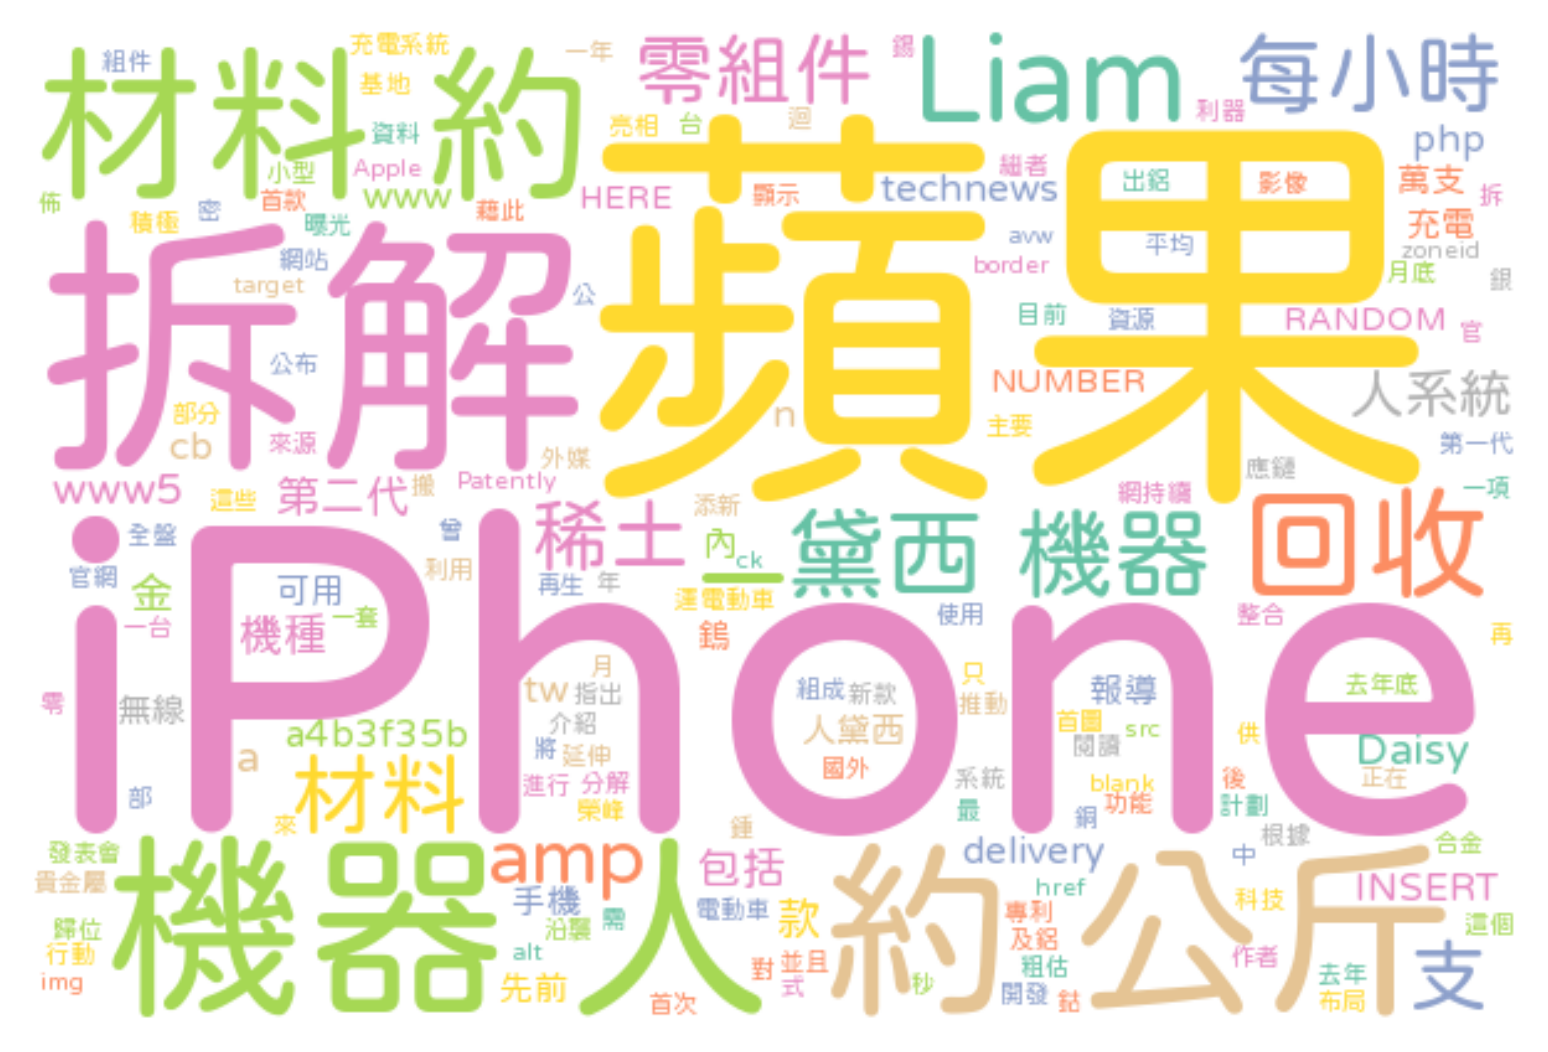 組件
充電系統
一年
零組件
錫
Liam
每小時
材料約
基地
亮相
台
迴
利器
php
資料
小型
Apple
www
HERE
顯示
technews
繼者
出鋁
影像
萬支
拆
佈
積極
密
首款
曝光
藉此
蘋果
avw
平均
充電
zoneid
拆解
網站
target
公
border
月底
銀
目前
資源
RANDOM
官
公布
NUMBER
人系統
部分
cb
來源
n
主要
第一代
外媒
應鏈
www5
這些
第二代
搬
Patently
添新
網持續
一項
iPhone
全盤
曾
稀土
內
ck
黛西
機器
回收
官網
金
可用
利用
再生
年
運電動車
使用
整合
再
一台
機種
一套
鎢
零
無線
月
tw
指出
組成
新款
只
推動
報導
去年底
a
a4b3f35b
介紹
人黛西
首圖
src
供
Daisy
將
延伸
國外
閱讀
正在
部
材料
進行
分解
系統
blank
後
來
榮峰
最
功能
計劃
鍾
銅
根據
發表會
機器人
amp
包括
delivery
中
合金
貴金屬
手機
電動車
款
約公斤
href
科技
INSERT
歸位
沿襲
需
專利
這個
行動
alt
對
並且
及鋁
作者
支
img
先前
式
秒
粗估
去年
首次
開發
鈷
布局